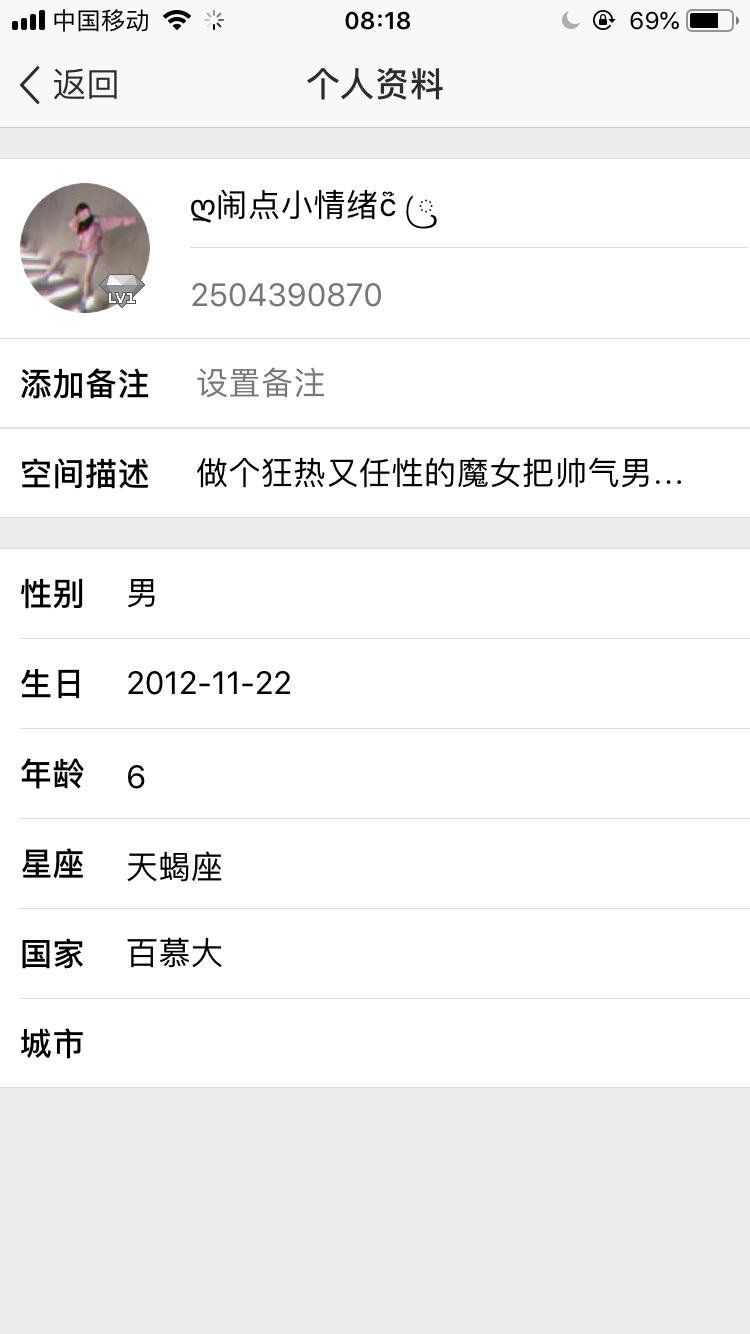 中国移动 08:18 69%
返回 个人资料
ღ闹点小情绪č̃ ि
LV1
2504390870
添加备注 设置备注
空间描述 做个狂热又任性的魔女把帅气男...
性别 男
生日 2012-11-22
年龄 6
星座 天蝎座
国家 百慕大
城市